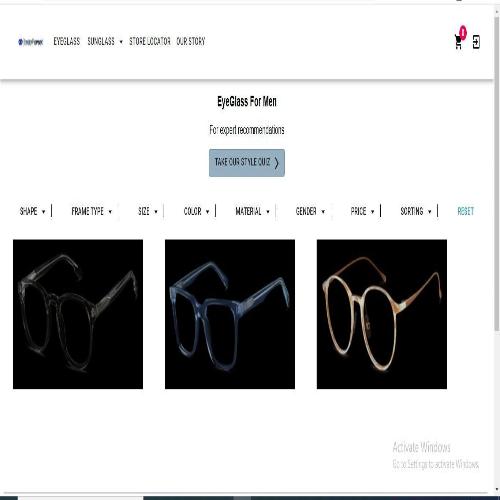 EYEGLASS SUNGLASS STORE LOCATOR OUR STORY
EyeGlass For Men
For expert recommendations
TAKE OUR STYLE QUIZ
SHAPE FRAME TYPE SIZE COLOR MATERIAL GENDER PRICE SORTING RESET
Activate Windows
Go to Settings to activate Windows.